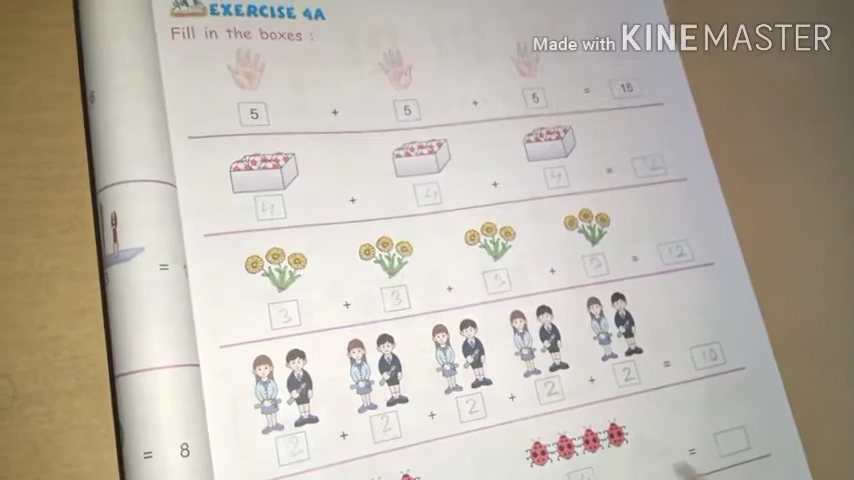 EXERCISE 4A
Made with KINEMASTER
Fill in the boxes :
5 + 5 + 5 = 15
4 + 4 + 4 = 12
3 + 3 + 3 + 3 = 12
2 + 2 + 2 + 2 + 2 = 10
=
=
= 8